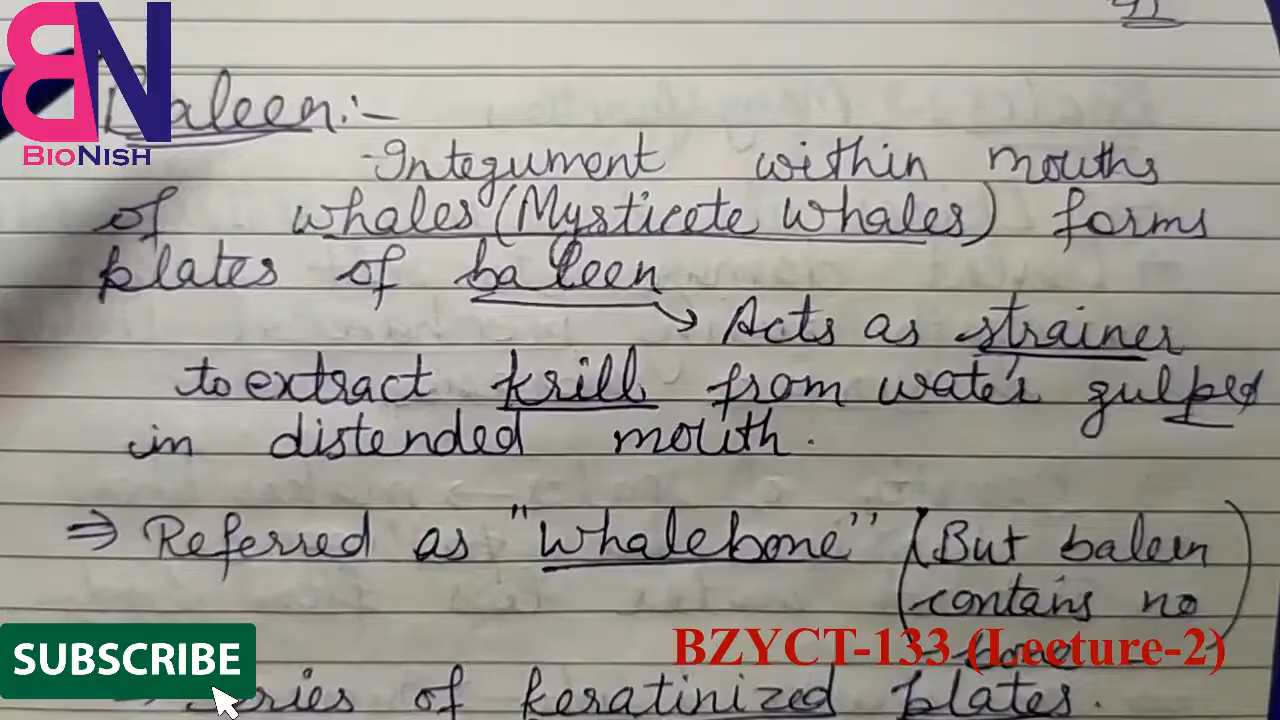 BN
BIONISH
Baleen:-
-Integument within mouths
of whales (Mysticete whales) forms
plates of baleen
→ Acts as strainer
to extract krill from water gulped
in distended mouth.
⇒ Referred as "Whalebone" (But baleen
contains no
BZYCT-133 (Lecture-2)
SUBSCRIBE
of keratinized plates.